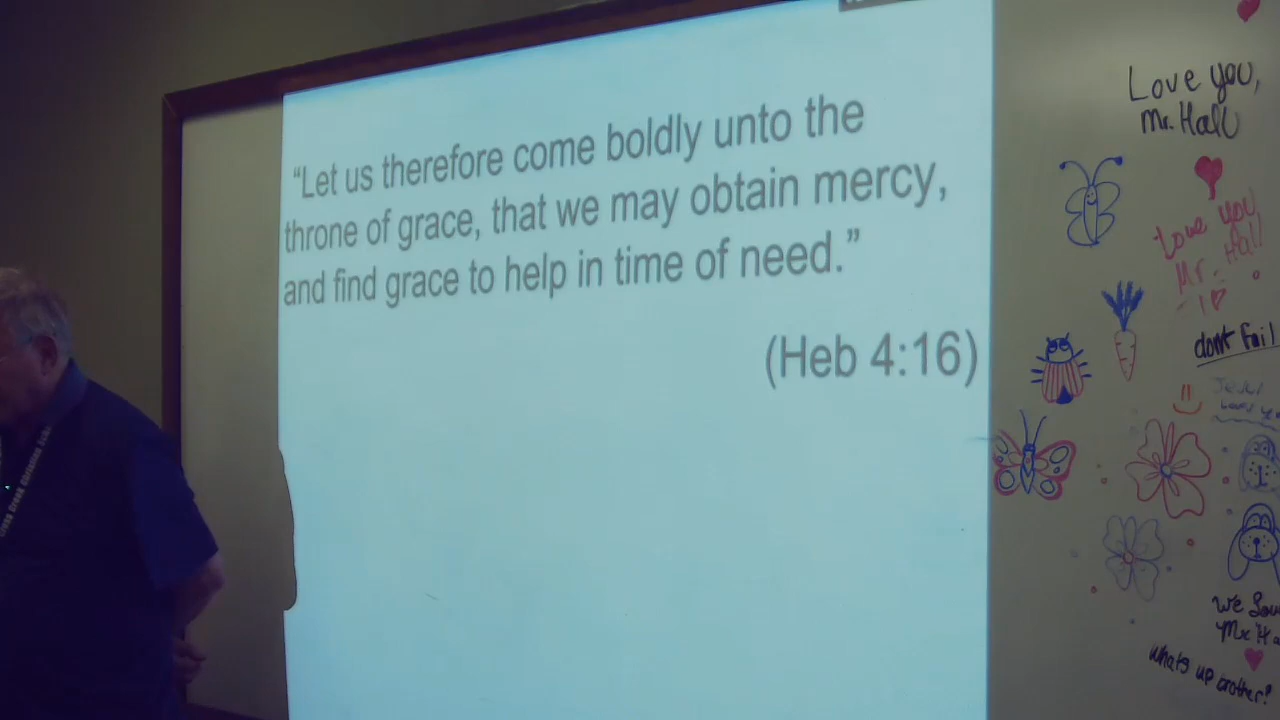 “Let us therefore come boldly unto the
throne of grace, that we may obtain mercy,
and find grace to help in time of need.”
(Heb 4:16)
Love you,
Mr. Hall
Love you
Mr. Hall
dont fail
We
whats up brother?